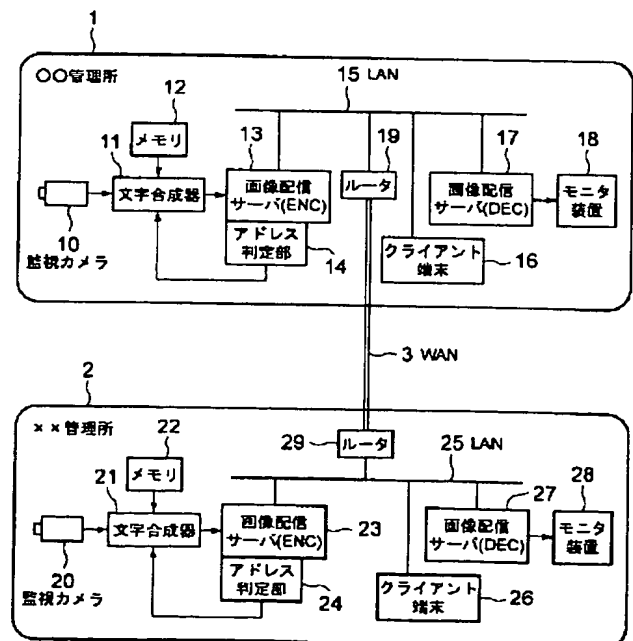 1
○○管理所
15 LAN
12
メモリ
11
文字合成器
13
画像配信
サーバ(ENC)
アドレス
判定部
14
19
ルータ
17
画像配信
サーバ(DEC)
18
モニタ
装置
10
監視カメラ
クライアント
端末
16
3 WAN
2
××管理所
29
ルータ
25 LAN
22
メモリ
21
文字合成器
画像配信
サーバ(ENC)
23
アドレス
判定部
24
27
画像配信
サーバ(DEC)
28
モニタ
装置
20
監視カメラ
クライアント
端末
26